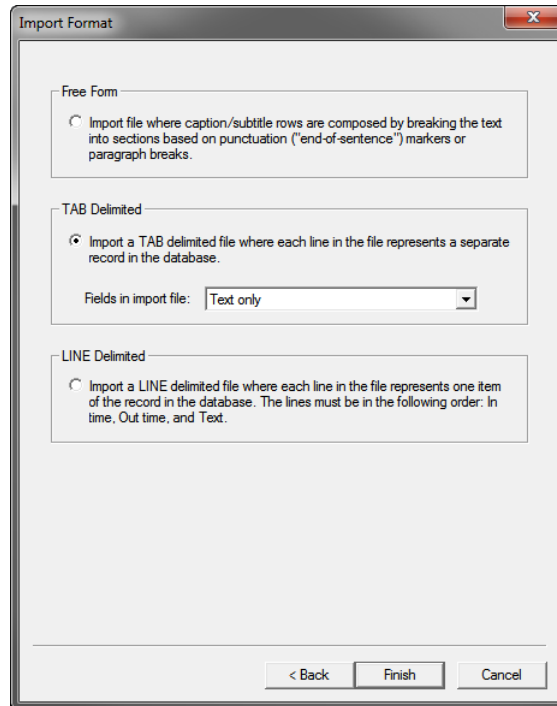 Import Format
Free Form
Import file where caption/subtitle rows are composed by breaking the text
into sections based on punctuation ("end-of-sentence") markers or
paragraph breaks.
TAB Delimited
Import a TAB delimited file where each line in the file represents a separate
record in the database.
Fields in import file: Text only
LINE Delimited
Import a LINE delimited file where each line in the file represents one item
of the record in the database. The lines must be in the following order: In
time, Out time, and Text.
< Back Finish Cancel